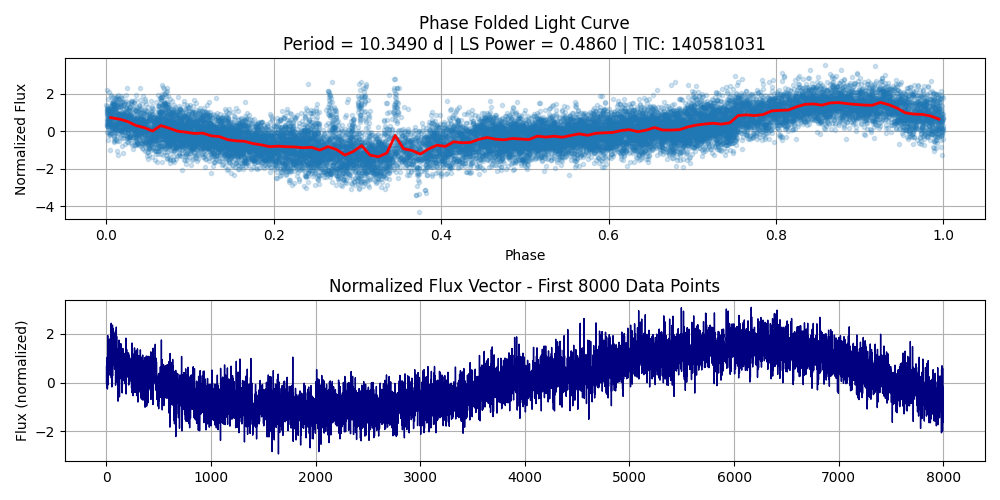 Phase Folded Light Curve
Period = 10.3490 d | LS Power = 0.4860 | TIC: 140581031
Normalized Flux
2
0
−2
−4
0.0 0.2 0.4 0.6 0.8 1.0
Phase
Normalized Flux Vector - First 8000 Data Points
Flux (normalized)
2
0
−2
0 1000 2000 3000 4000 5000 6000 7000 8000